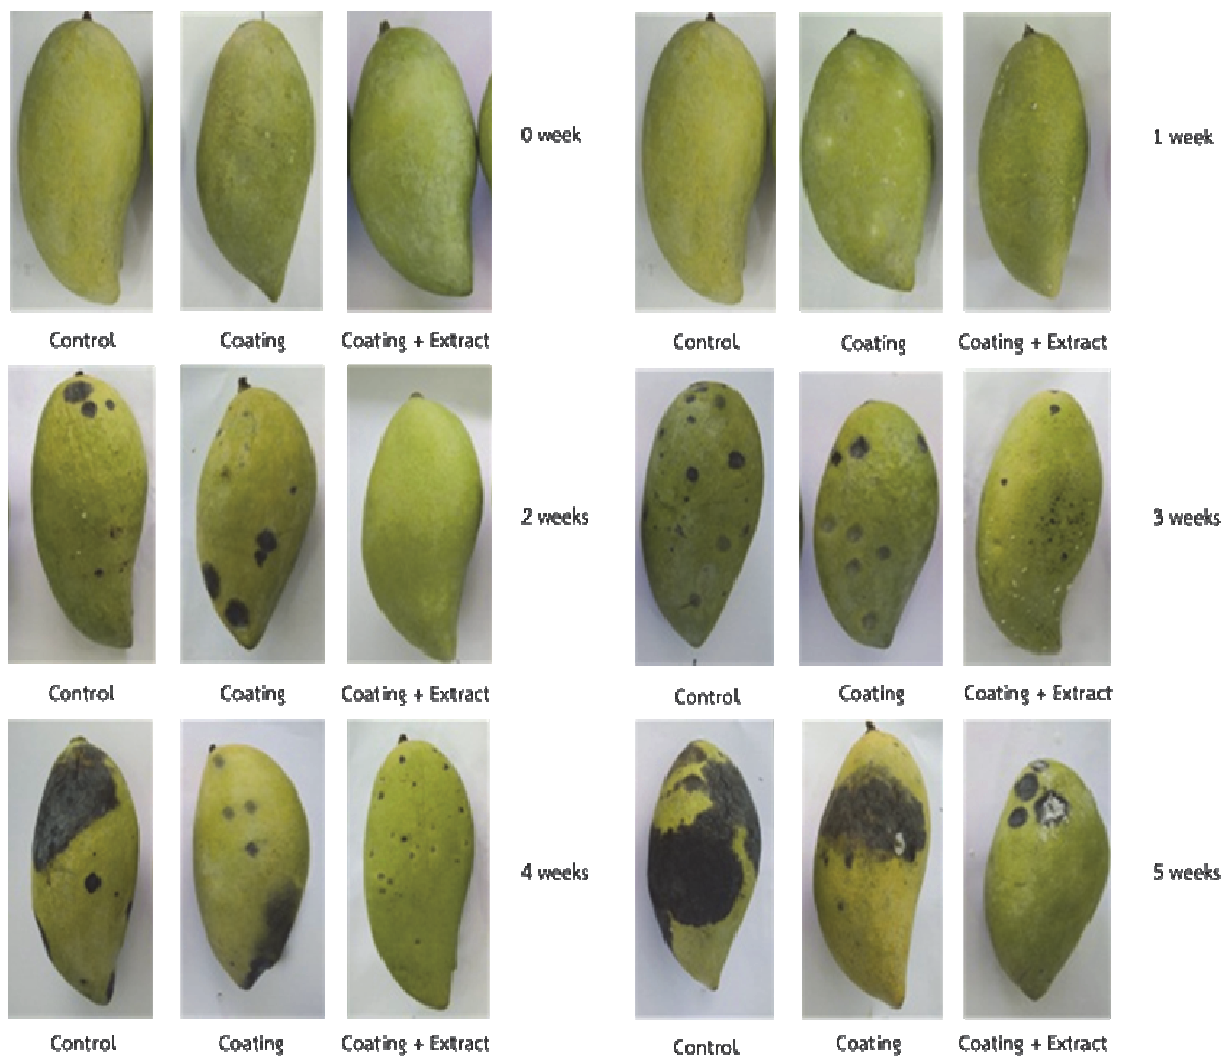 0 week
1 week
Control
Coating
Coating + Extract
Control
Coating
Coating + Extract
2 weeks
3 weeks
Control
Coating
Coating + Extract
Control
Coating
Coating + Extract
4 weeks
5 weeks
Control
Coating
Coating + Extract
Control
Coating
Coating + Extract